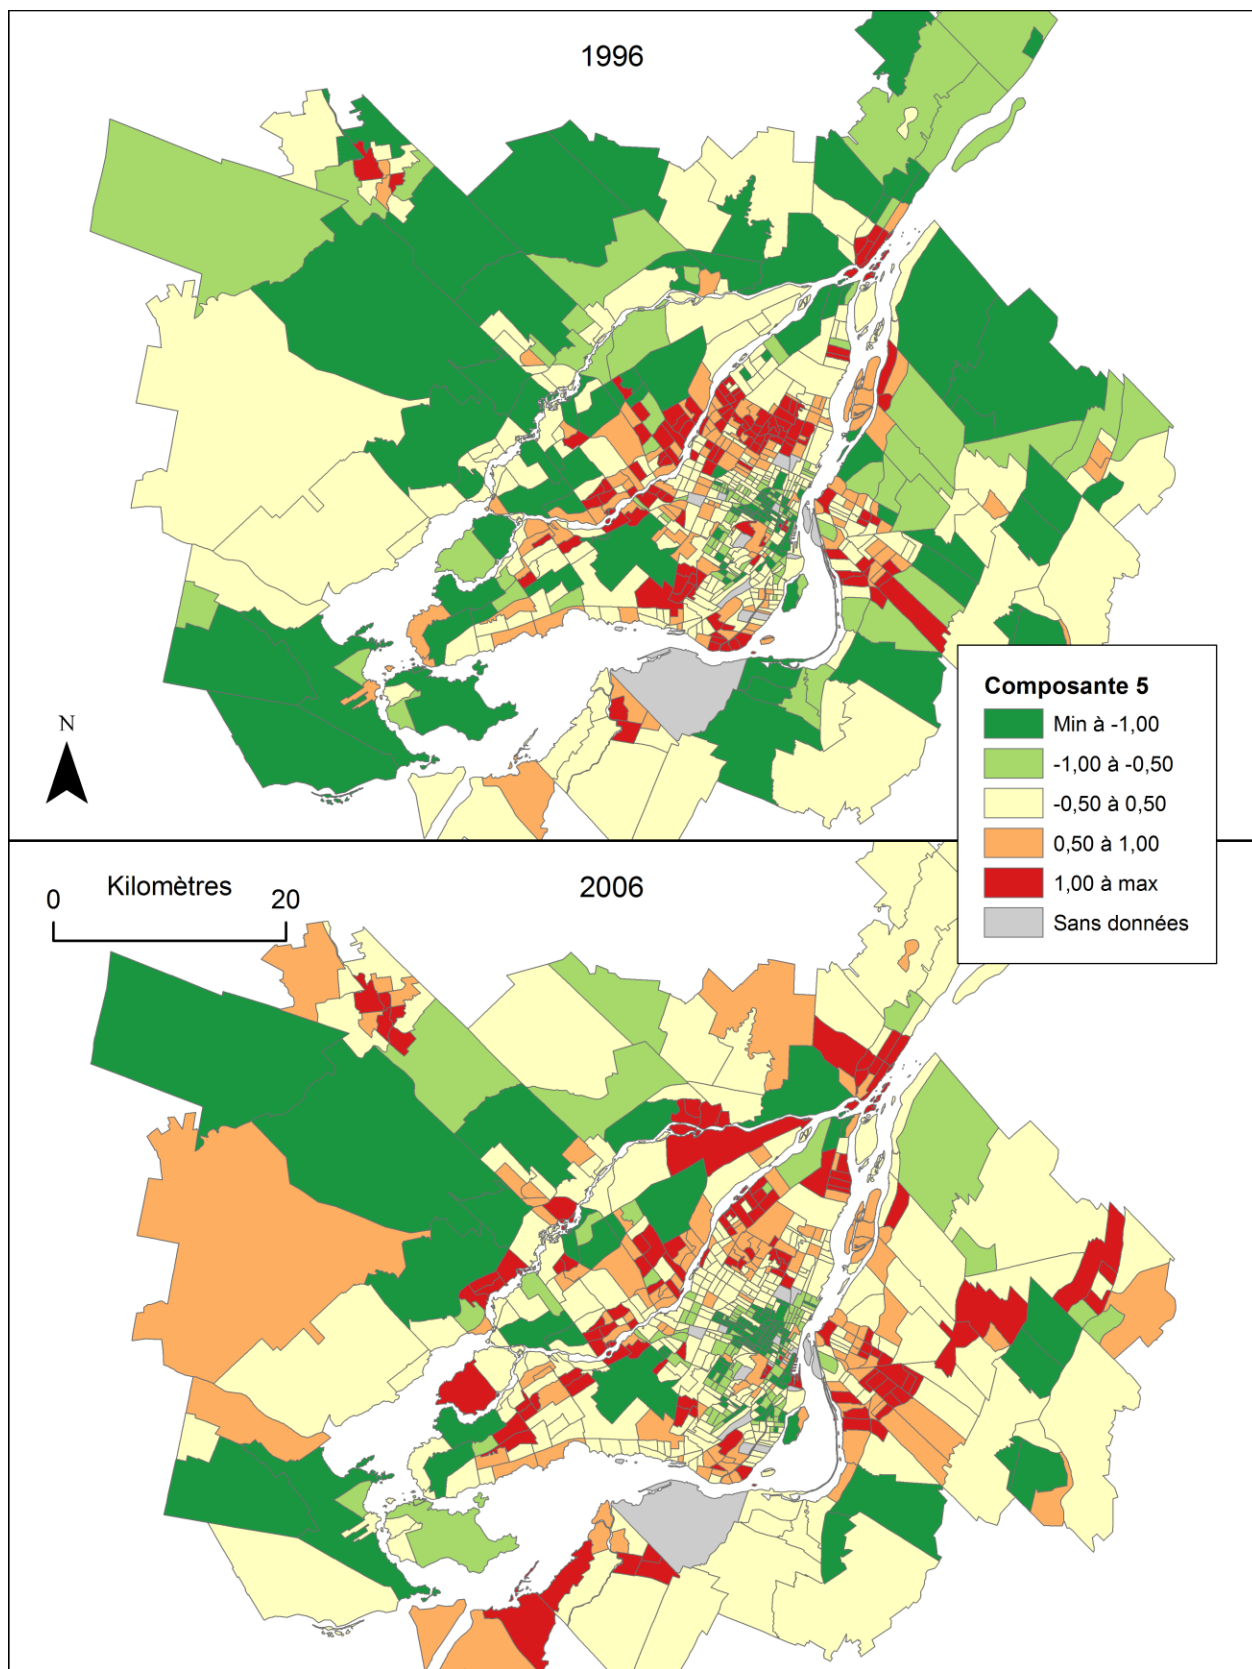 1996
N
Composante 5
Min à -1,00
-1,00 à -0,50
-0,50 à 0,50
0,50 à 1,00
1,00 à max
Sans données
Kilomètres
0 20
2006